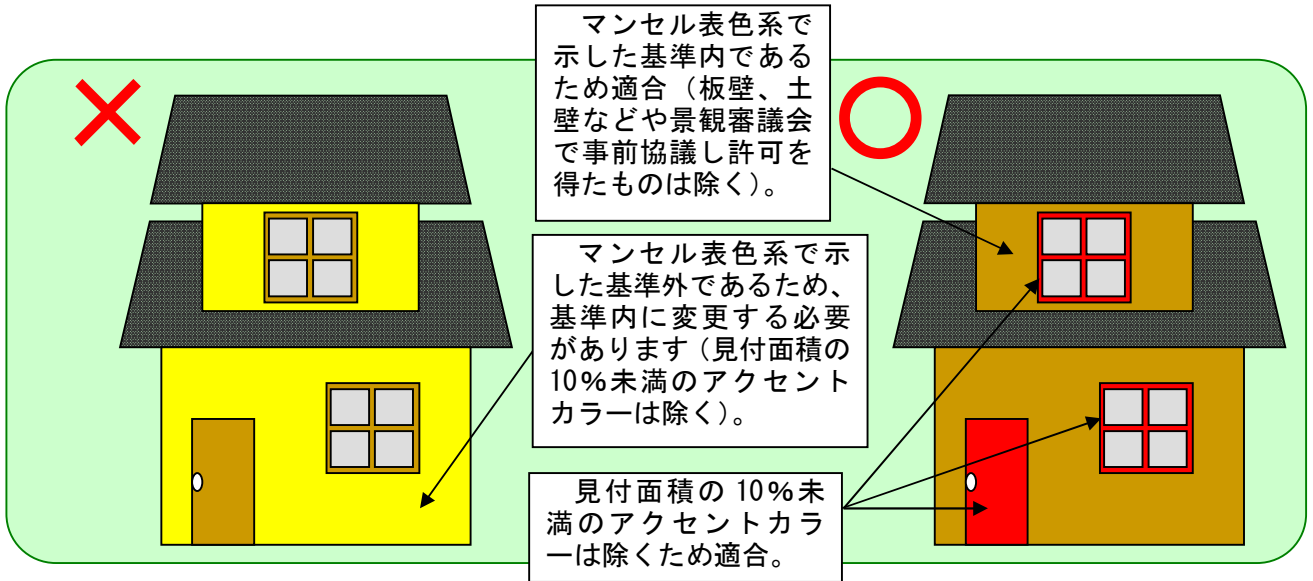 マンセル表色系で
示した基準内である
ため適合（板壁、土
壁などや景観審議会
で事前協議し許可を
得たものは除く）。
マンセル表色系で示
した基準外であるため、
基準内に変更する必要
があります（見付面積の
10%未満のアクセント
カラーは除く）。
見付面積の 10%未
満のアクセントカラ
ーは除くため適合。